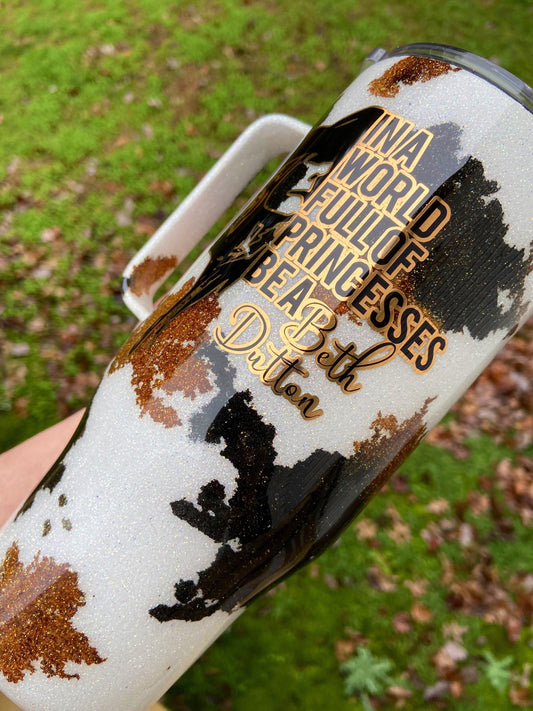 IN A
WORLD
FULL OF
PRINCESSES
BE A Beth
Dutton